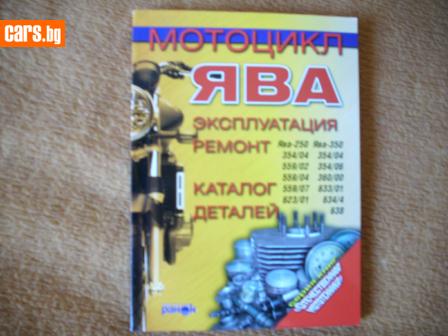 cars.bg
МОТОЦИКЛ
ЯВА
ЭКСПЛУАТАЦИЯ
РЕМОНТ
Ява-250 Ява-350
354/04 354/04
559/02 354/06
559/04 360/00
559/07 633/01
623/01 634/4
638
КАТАЛОГ
ДЕТАЛЕЙ
ранок